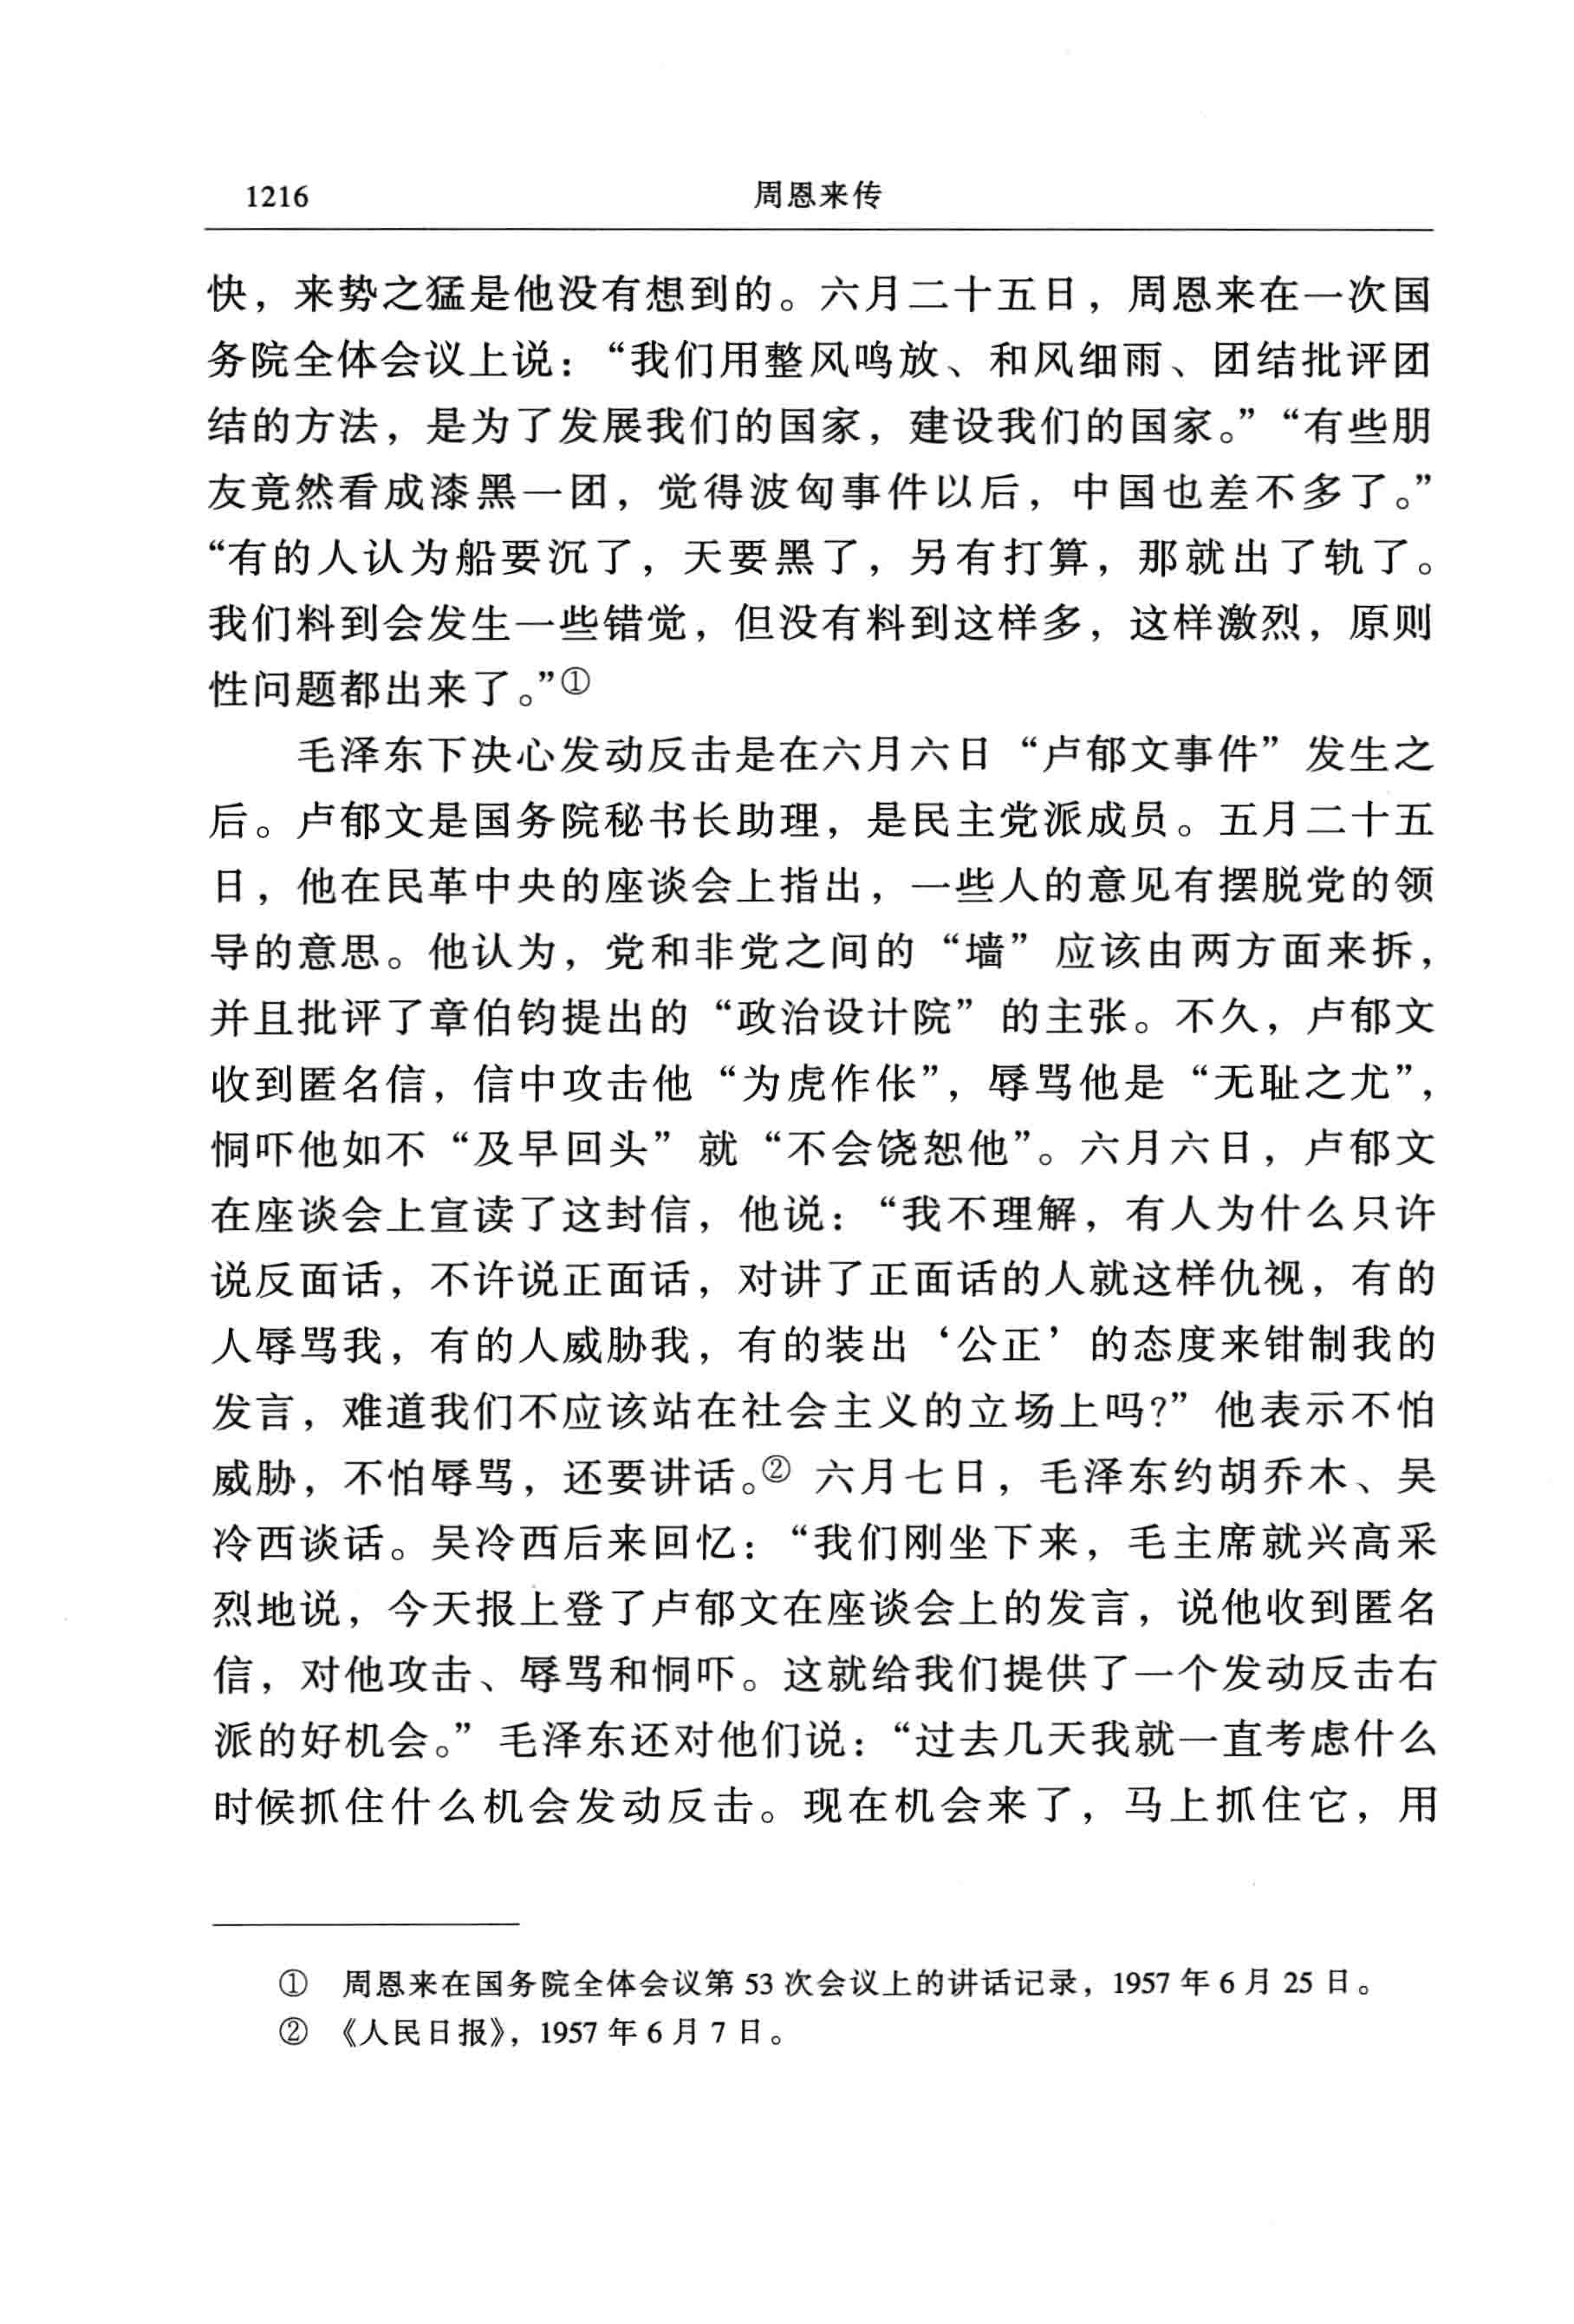 1216 周恩来传
快，来势之猛是他没有想到的。六月二十五日，周恩来在一次国
务院全体会议上说：“我们用整风鸣放、和风细雨、团结批评团
结的方法，是为了发展我们的国家，建设我们的国家。”“有些朋
友竟然看成漆黑一团，觉得波匈事件以后，中国也差不多了。”
“有的人认为船要沉了，天要黑了，另有打算，那就出了轨了。
我们料到会发生一些错觉，但没有料到这样多，这样激烈，原则
性问题都出来了。”①
毛泽东下决心发动反击是在六月六日“卢郁文事件”发生之
后。卢郁文是国务院秘书长助理，是民主党派成员。五月二十五
日，他在民革中央的座谈会上指出，一些人的意见有摆脱党的领
导的意思。他认为，党和非党之间的“墙”应该由两方面来拆，
并且批评了章伯钧提出的“政治设计院”的主张。不久，卢郁文
收到匿名信，信中攻击他“为虎作伥”，辱骂他是“无耻之尤”，
恫吓他如不“及早回头”就“不会饶恕他”。六月六日，卢郁文
在座谈会上宣读了这封信，他说：“我不理解，有人为什么只许
说反面话，不许说正面话，对讲了正面话的人就这样仇视，有的
人辱骂我，有的人威胁我，有的装出‘公正’的态度来钳制我的
发言，难道我们不应该站在社会主义的立场上吗？”他表示不怕
威胁，不怕辱骂，还要讲话。② 六月七日，毛泽东约胡乔木、吴
冷西谈话。吴冷西后来回忆：“我们刚坐下来，毛主席就兴高采
烈地说，今天报上登了卢郁文在座谈会上的发言，说他收到匿名
信，对他攻击、辱骂和恫吓。这就给我们提供了一个发动反击右
派的好机会。”毛泽东还对他们说：“过去几天我就一直考虑什么
时候抓住什么机会发动反击。现在机会来了，马上抓住它，用
① 周恩来在国务院全体会议第 53 次会议上的讲话记录，1957 年 6 月 25 日。
② 《人民日报》，1957 年 6 月 7 日。